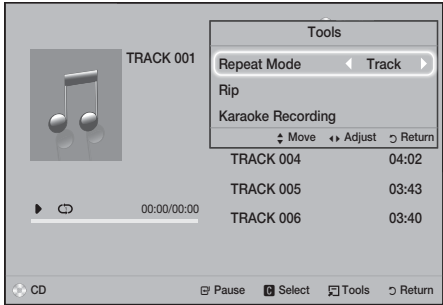 Tools
TRACK 001
Repeat Mode Track
Rip
Karaoke Recording
Move Adjust Return
TRACK 004 04:02
TRACK 005 03:43
00:00/00:00
TRACK 006 03:40
CD Pause C Select Tools Return